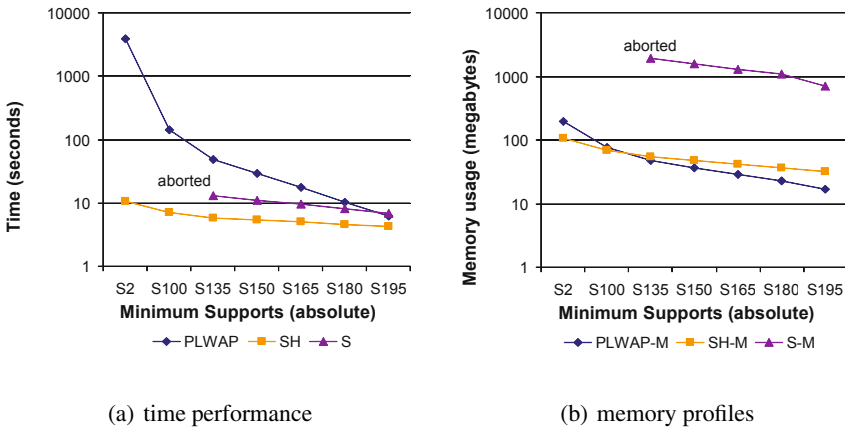 10000
1000
100
10
1
Time (seconds)
aborted
S2 S100 S135 S150 S165 S180 S195
Minimum Supports (absolute)
PLWAP SH S
(a) time performance
10000
1000
100
10
1
Memory usage (megabytes)
aborted
S2 S100 S135 S150 S165 S180 S195
Minimum Supports (absolute)
PLWAP-M SH-M S-M
(b) memory profiles